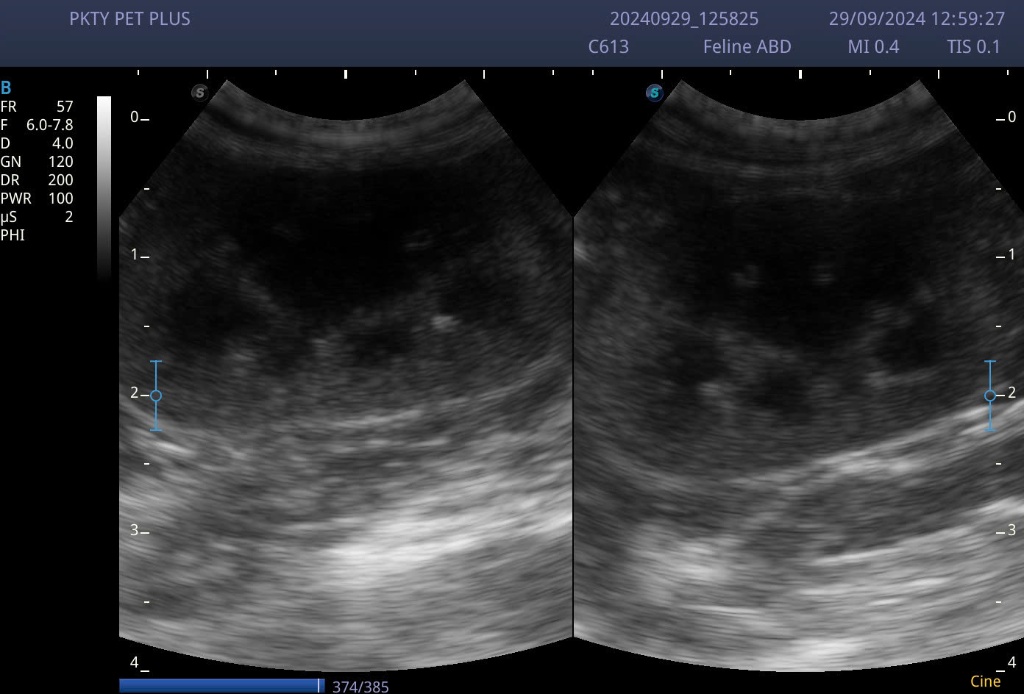 PKTY PET PLUS
20240929_125825 29/09/2024 12:59:27
C613 Feline ABD MI 0.4 TIS 0.1
B
FR 57
F 6.0-7.8
D 4.0
GN 120
DR 200
PWR 100
µS 2
PHI
S
S
0
1
2
3
4
0
1
2
3
4
374/385
Cine